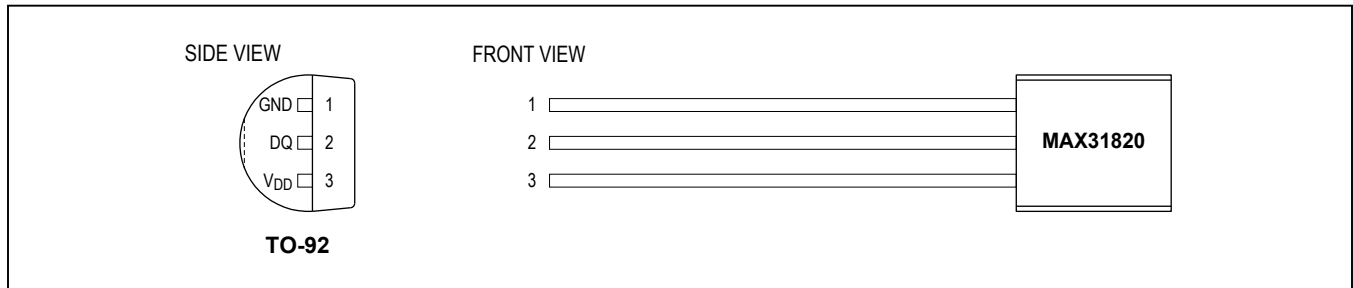 SIDE VIEW
GND 1
DQ 2
VDD 3
TO-92
FRONT VIEW
1
2
3
MAX31820